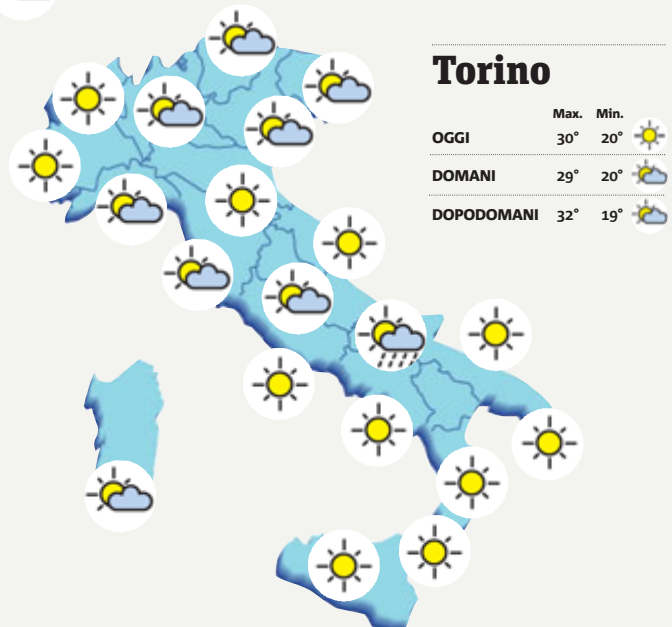 Torino
Max. Min.
OGGI 30° 20°
DOMANI 29° 20°
DOPODOMANI 32° 19°